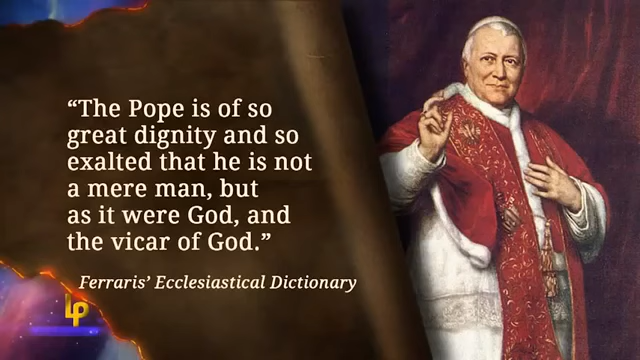 “The Pope is of so
great dignity and so
exalted that he is not
a mere man, but
as it were God, and
the vicar of God.”
Ferraris’ Ecclesiastical Dictionary
LP